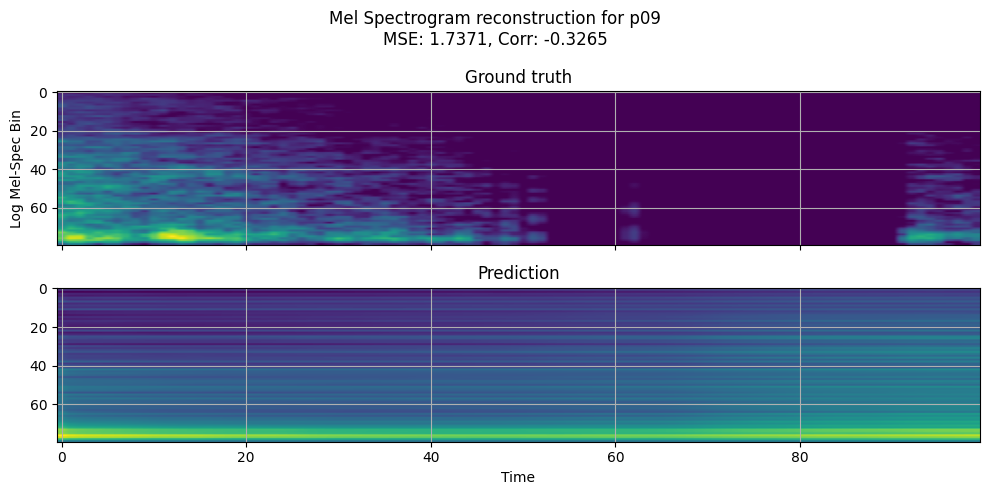 Mel Spectrogram reconstruction for p09
MSE: 1.7371, Corr: -0.3265
Ground truth
Log Mel-Spec Bin
0
20
40
60
Prediction
0
20
40
60
0 20 40 60 80
Time